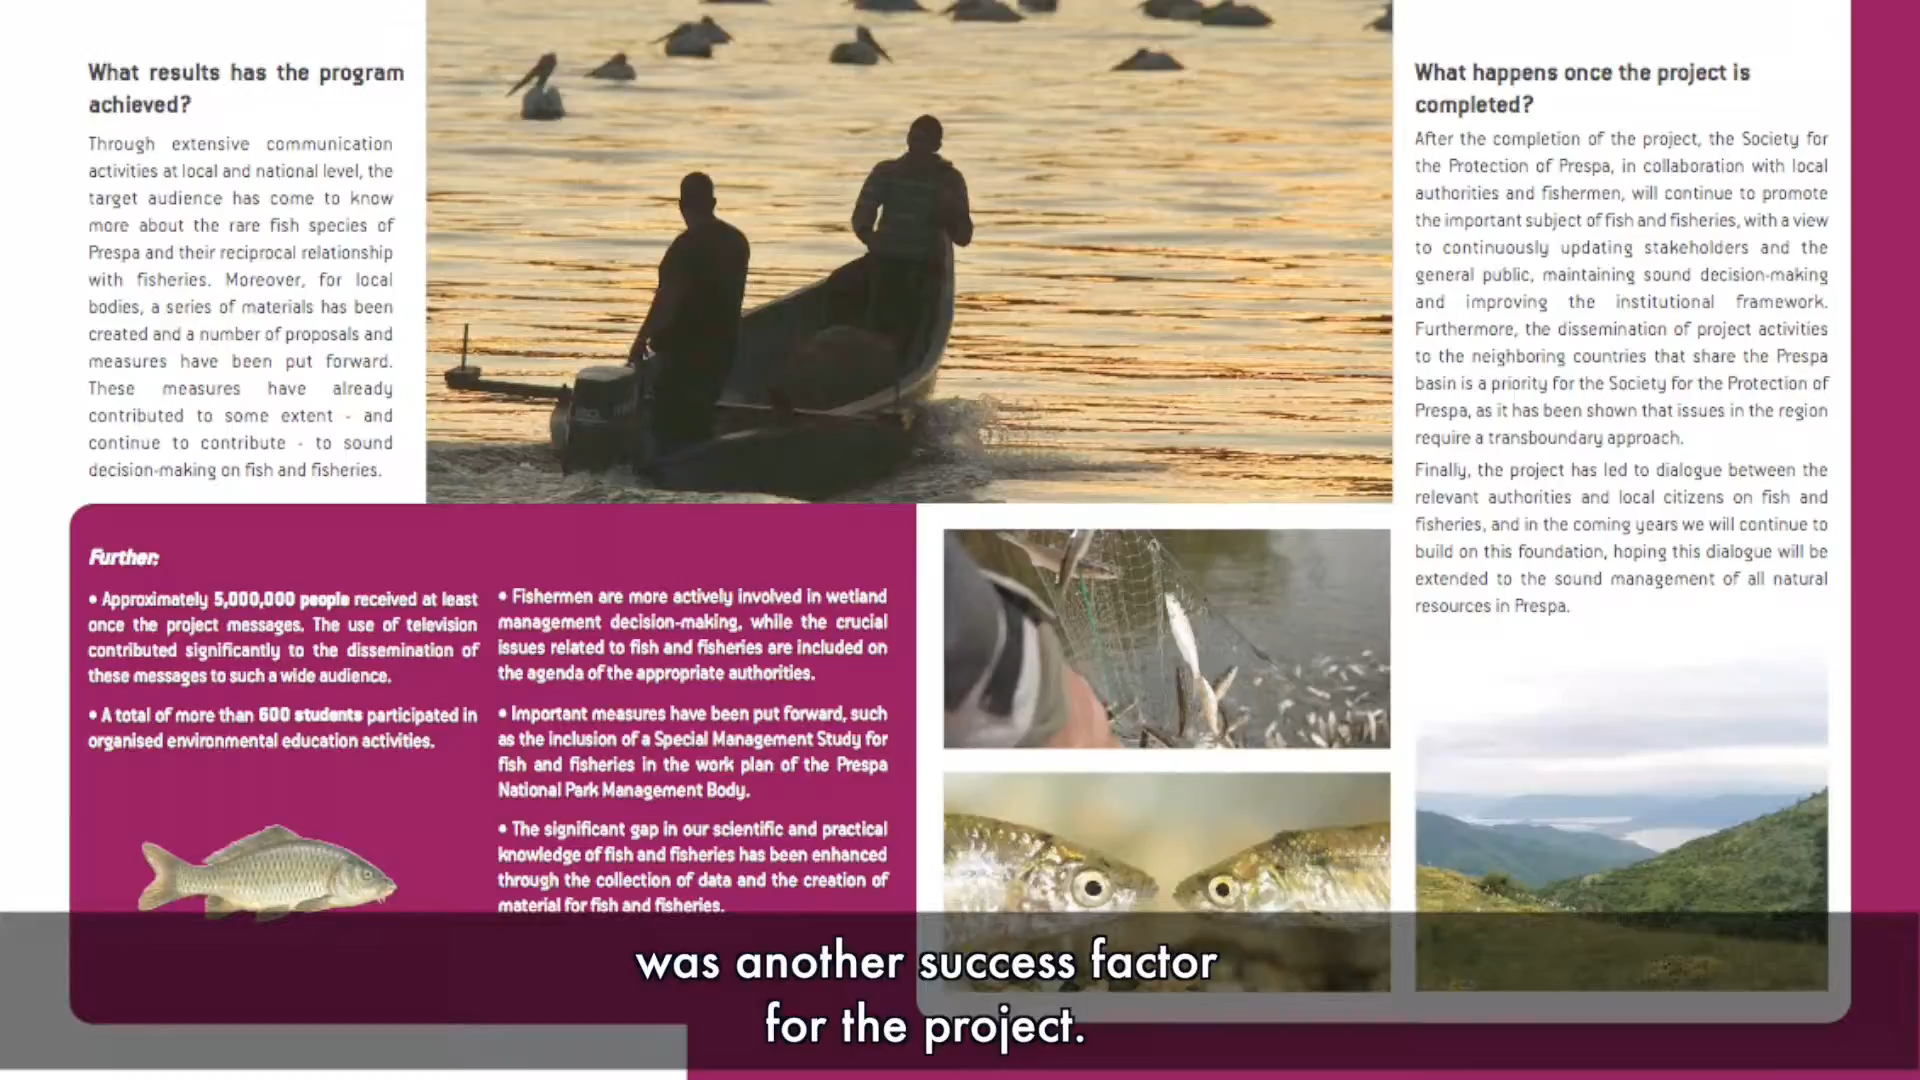 What results has the program
achieved?
Through extensive communication
activities at local and national level, the
target audience has come to know
more about the rare fish species of
Prespa and their reciprocal relationship
with fisheries. Moreover, for local
bodies, a series of materials has been
created and a number of proposals and
measures have been put forward.
These measures have already
contributed to some extent - and
continue to contribute - to sound
decision-making on fish and fisheries.
Further:
• Approximately 5,000,000 people received at least
once the project messages. The use of television
contributed significantly to the dissemination of
these messages to such a wide audience.
• A total of more than 600 students participated in
organised environmental education activities.
• Fishermen are more actively involved in wetland
management decision-making, while the crucial
issues related to fish and fisheries are included on
the agenda of the appropriate authorities.
• Important measures have been put forward, such
as the inclusion of a Special Management Study for
fish and fisheries in the work plan of the Prespa
National Park Management Body.
• The significant gap in our scientific and practical
knowledge of fish and fisheries has been enhanced
through the collection of data and the creation of
material for fish and fisheries.
What happens once the project is
completed?
After the completion of the project, the Society for
the Protection of Prespa, in collaboration with local
authorities and fishermen, will continue to promote
the important subject of fish and fisheries, with a view
to continuously updating stakeholders and the
general public, maintaining sound decision-making
and improving the institutional framework.
Furthermore, the dissemination of project activities
to the neighboring countries that share the Prespa
basin is a priority for the Society for the Protection of
Prespa, as it has been shown that issues in the region
require a transboundary approach.
Finally, the project has led to dialogue between the
relevant authorities and local citizens on fish and
fisheries, and in the coming years we will continue to
build on this foundation, hoping this dialogue will be
extended to the sound management of all natural
resources in Prespa.
was another success factor
for the project.